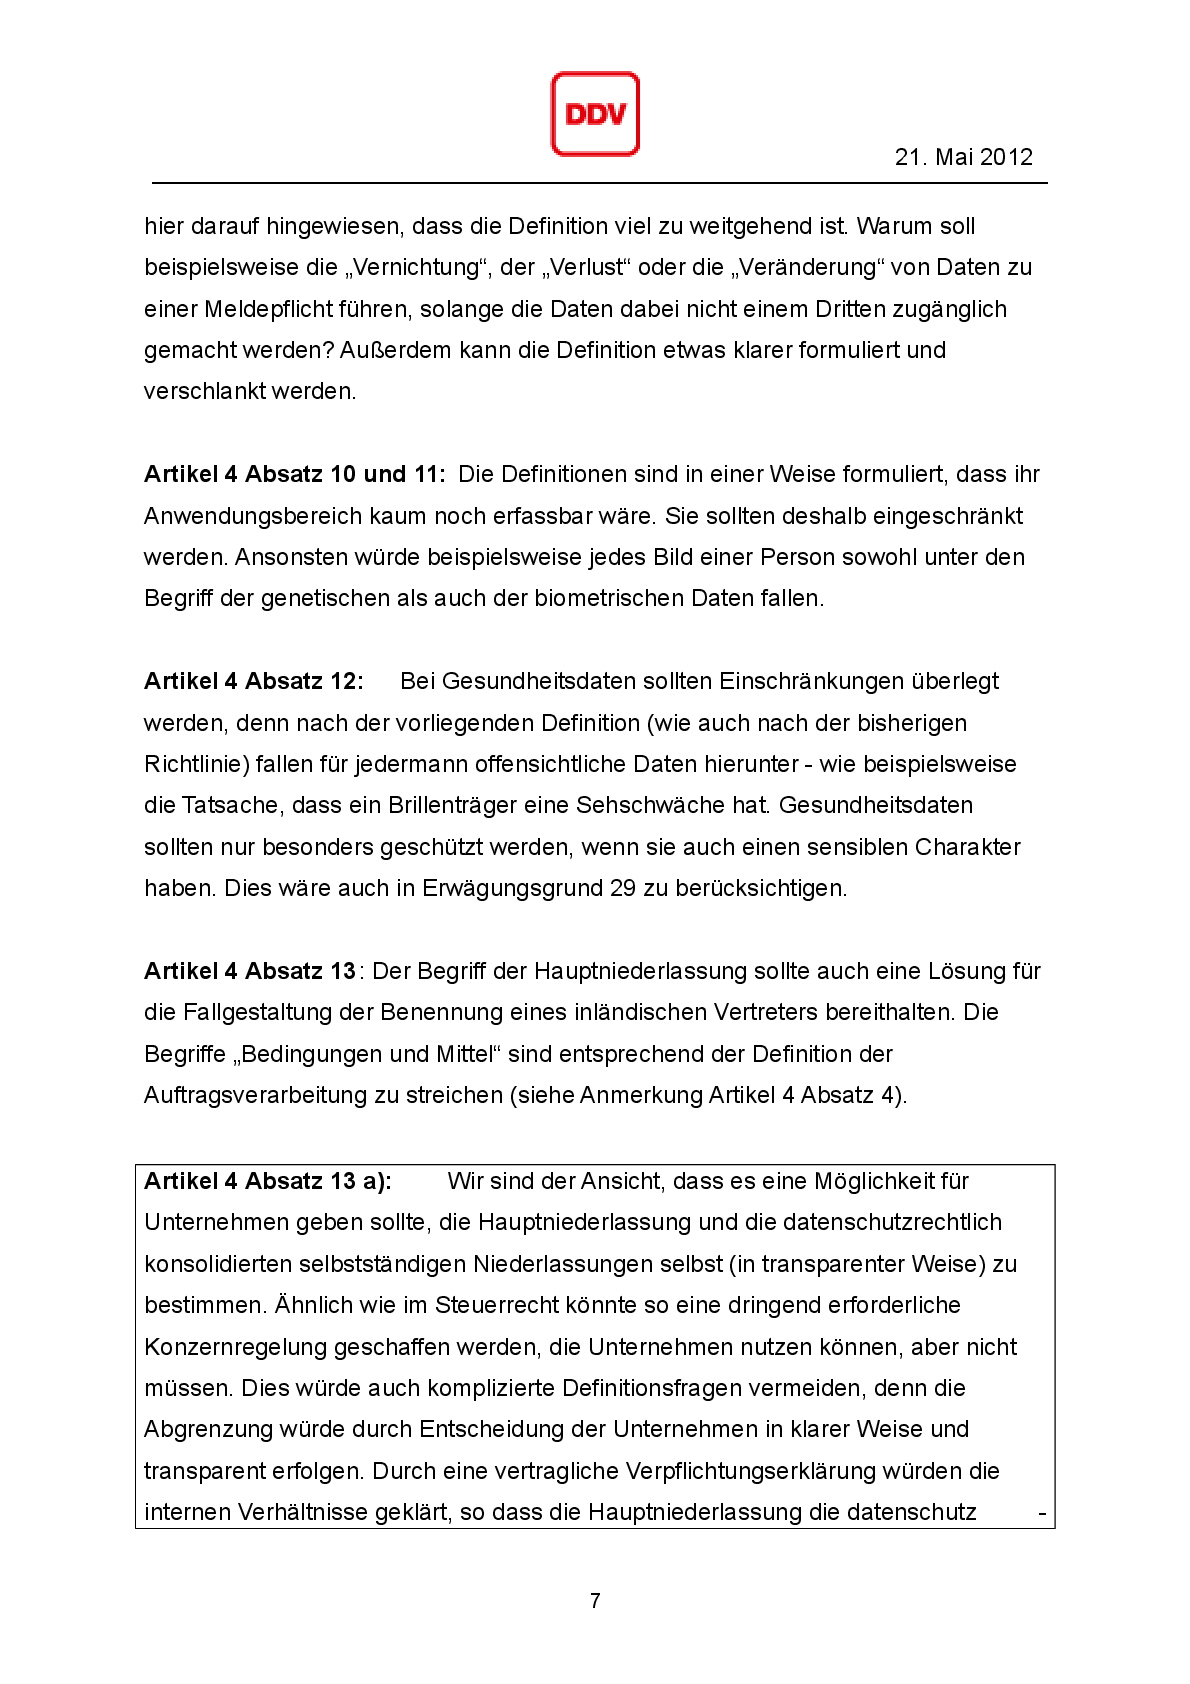 DDV
21. Mai 2012
hier darauf hingewiesen, dass die Definition viel zu weitgehend ist. Warum soll
beispielsweise die „Vernichtung“, der „Verlust“ oder die „Veränderung“ von Daten zu
einer Meldepflicht führen, solange die Daten dabei nicht einem Dritten zugänglich
gemacht werden? Außerdem kann die Definition etwas klarer formuliert und
verschlankt werden.
Artikel 4 Absatz 10 und 11: Die Definitionen sind in einer Weise formuliert, dass ihr
Anwendungsbereich kaum noch erfassbar wäre. Sie sollten deshalb eingeschränkt
werden. Ansonsten würde beispielsweise jedes Bild einer Person sowohl unter den
Begriff der genetischen als auch der biometrischen Daten fallen.
Artikel 4 Absatz 12: Bei Gesundheitsdaten sollten Einschränkungen überlegt
werden, denn nach der vorliegenden Definition (wie auch nach der bisherigen
Richtlinie) fallen für jedermann offensichtliche Daten hierunter - wie beispielsweise
die Tatsache, dass ein Brillenträger eine Sehschwäche hat. Gesundheitsdaten
sollten nur besonders geschützt werden, wenn sie auch einen sensiblen Charakter
haben. Dies wäre auch in Erwägungsgrund 29 zu berücksichtigen.
Artikel 4 Absatz 13: Der Begriff der Hauptniederlassung sollte auch eine Lösung für
die Fallgestaltung der Benennung eines inländischen Vertreters bereithalten. Die
Begriffe „Bedingungen und Mittel“ sind entsprechend der Definition der
Auftragsverarbeitung zu streichen (siehe Anmerkung Artikel 4 Absatz 4).
Artikel 4 Absatz 13 a): Wir sind der Ansicht, dass es eine Möglichkeit für
Unternehmen geben sollte, die Hauptniederlassung und die datenschutzrechtlich
konsolidierten selbstständigen Niederlassungen selbst (in transparenter Weise) zu
bestimmen. Ähnlich wie im Steuerrecht könnte so eine dringend erforderliche
Konzernregelung geschaffen werden, die Unternehmen nutzen können, aber nicht
müssen. Dies würde auch komplizierte Definitionsfragen vermeiden, denn die
Abgrenzung würde durch Entscheidung der Unternehmen in klarer Weise und
transparent erfolgen. Durch eine vertragliche Verpflichtungserklärung würden die
internen Verhältnisse geklärt, so dass die Hauptniederlassung die datenschutz -
7